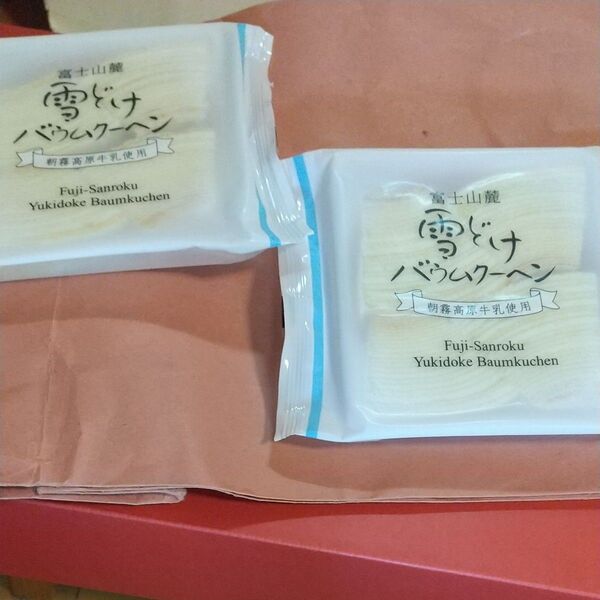 富士山麓
雪どけ
バウムクーヘン
朝霧高原牛乳使用
Fuji-Sanroku
Yukidoke Baumkuchen
富士山麓
雪どけ
バウムクーヘン
朝霧高原牛乳使用
Fuji-Sanroku
Yukidoke Baumkuchen